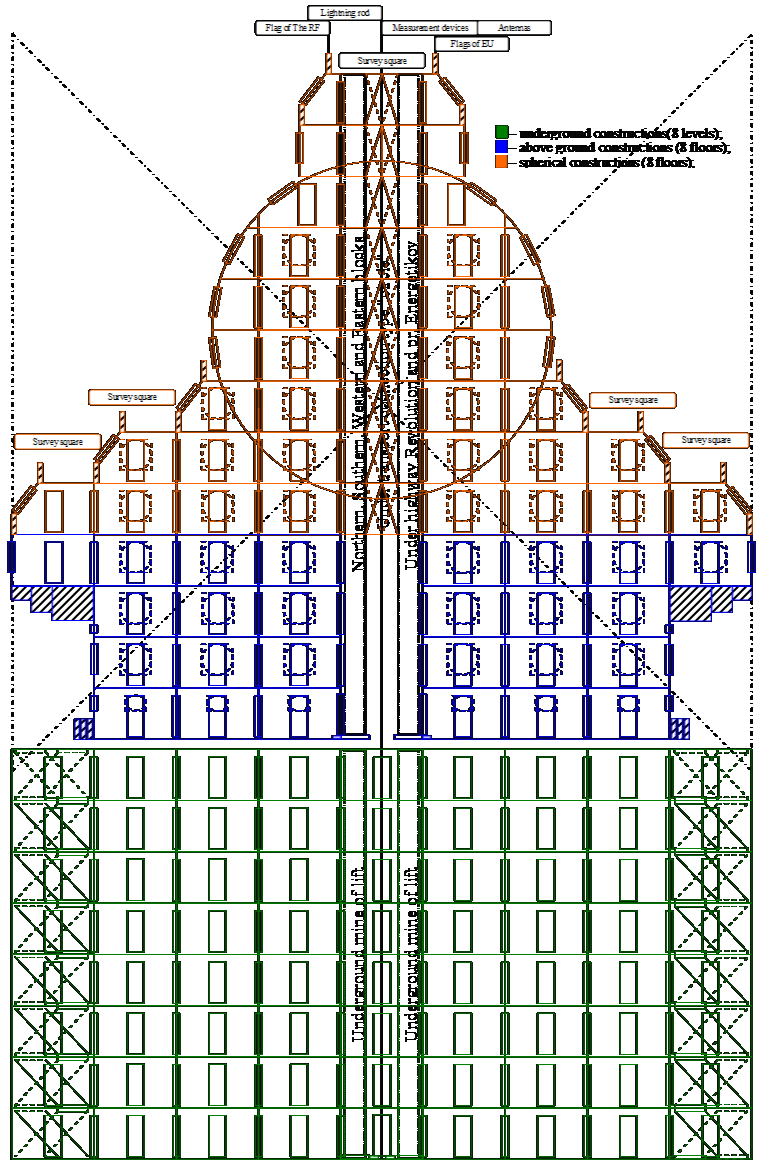 Lightning rod
Flag of The RF
Measurement devices
Antennas
Flags of EU
Survey square
underground constructions (8 levels);
above ground constructions (8 floors);
spherical constructions (8 floors);
Northern, Southern, Western and Eastern blocks
Under highway Revolution and pr. Energetikov
Survey square
Survey square
Survey square
Survey square
Underground mine of lift
Underground mine of lift